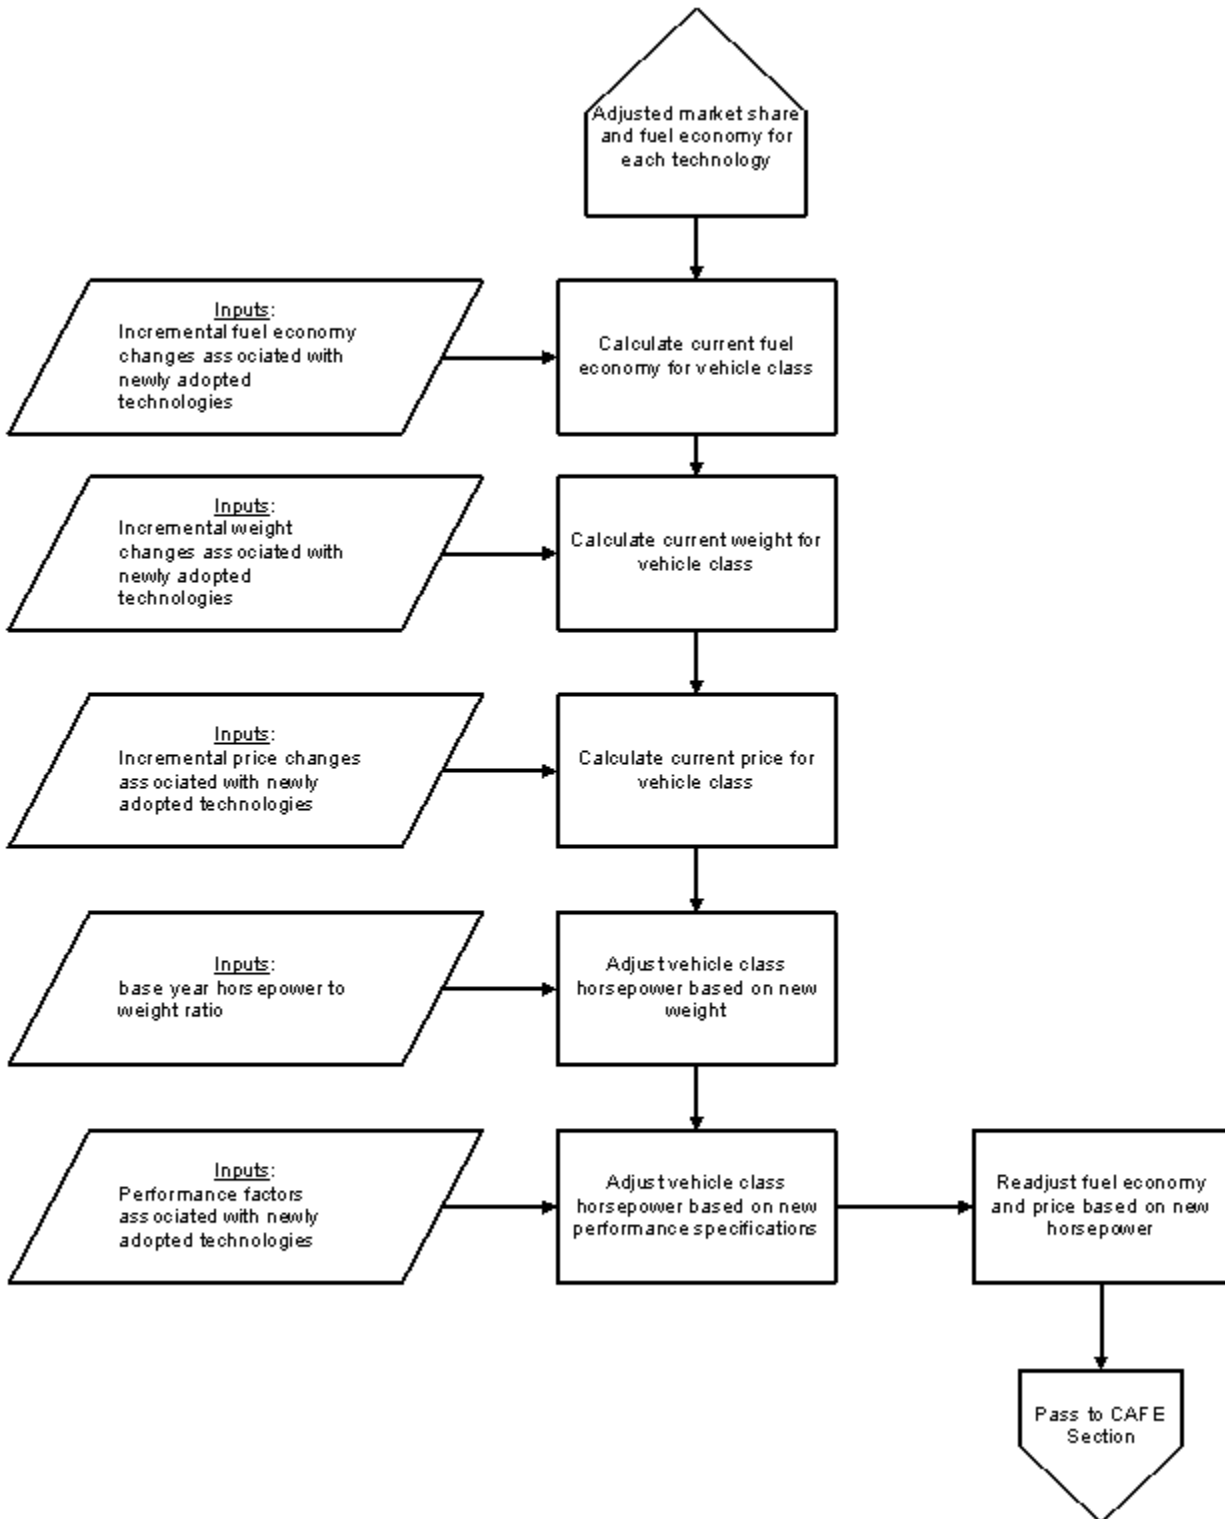 Adjusted market share
and fuel economy for
each technology
Inputs:
Incremental fuel economy
changes associated with
newly adopted
technologies
Calculate current fuel
economy for vehicle class
Inputs:
Incremental weight
changes associated with
newly adopted
technologies
Calculate current weight for
vehicle class
Inputs:
Incremental price changes
associated with newly
adopted technologies
Calculate current price for
vehicle class
Inputs:
base year horsepower to
weight ratio
Adjust vehicle class
horsepower based on new
weight
Inputs:
Performance factors
associated with newly
adopted technologies
Adjust vehicle class
horsepower based on new
performance specifications
Readjust fuel economy
and price based on new
horsepower
Pass to CAFE
Section